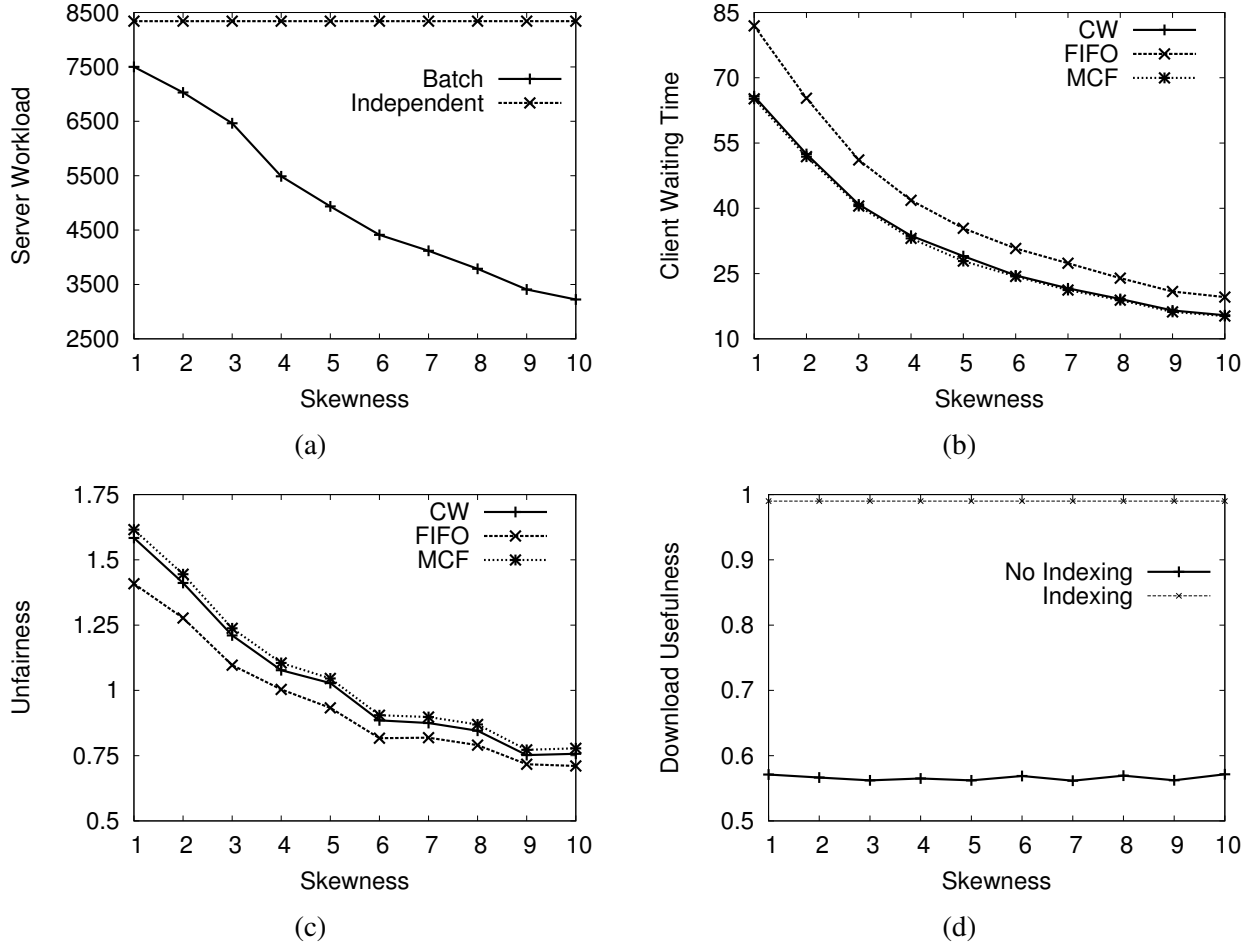 8500
7500
6500
5500
4500
3500
2500
Server Workload
Batch
Independent
1 2 3 4 5 6 7 8 9 10
Skewness
(a)
85
70
55
40
25
10
Client Waiting Time
CW
FIFO
MCF
1 2 3 4 5 6 7 8 9 10
Skewness
(b)
1.75
1.5
1.25
1
0.75
0.5
Unfairness
CW
FIFO
MCF
1 2 3 4 5 6 7 8 9 10
Skewness
(c)
1
0.9
0.8
0.7
0.6
0.5
Download Usefulness
No Indexing
Indexing
1 2 3 4 5 6 7 8 9 10
Skewness
(d)